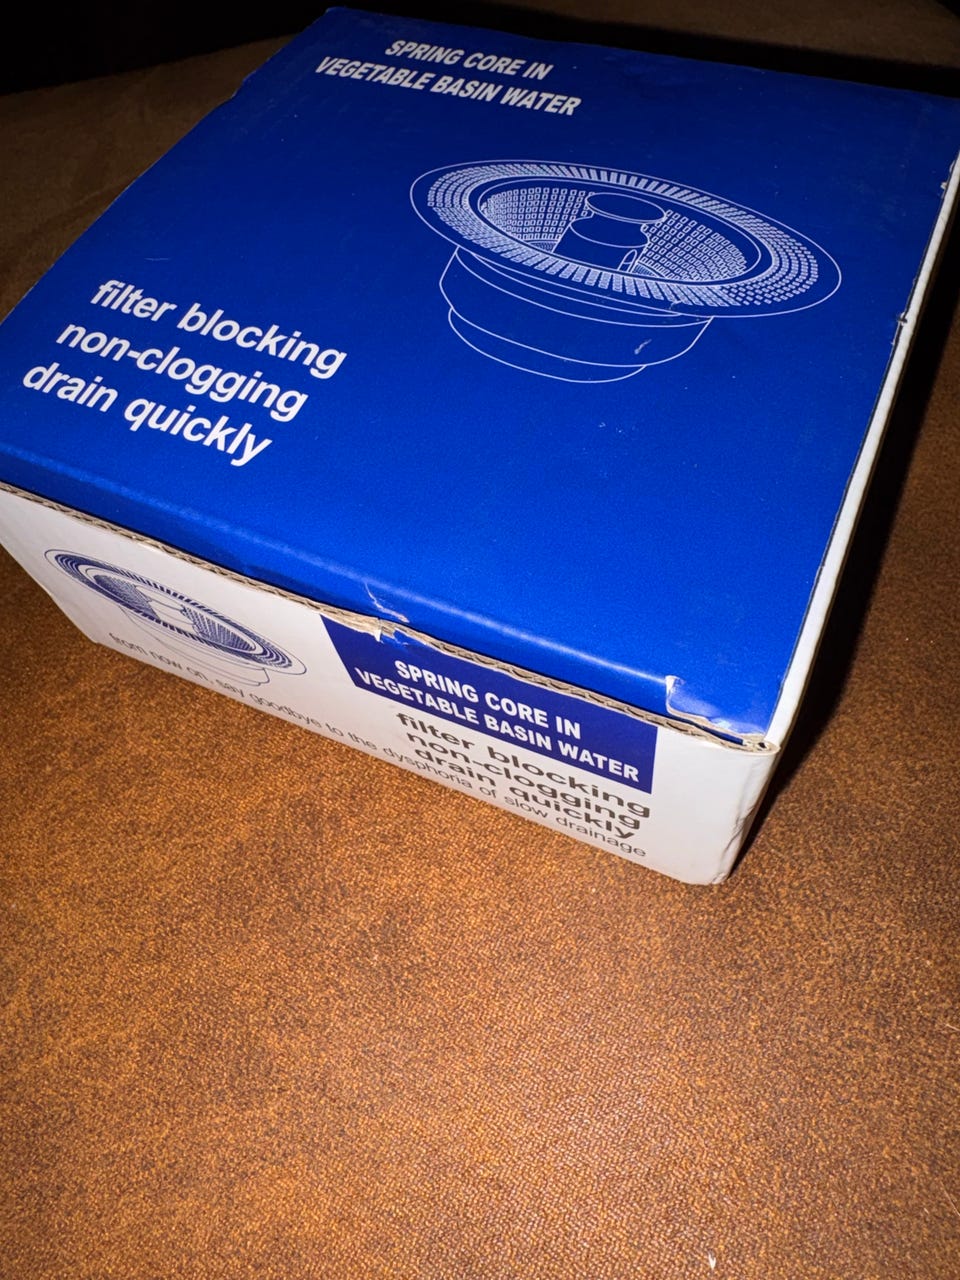 SPRING CORE IN
VEGETABLE BASIN WATER
filter blocking
non-clogging
drain quickly
SPRING CORE IN
VEGETABLE BASIN WATER
filter blocking
non-clogging
drain quickly
from now on, say goodbye to the dysphoria of slow drainage